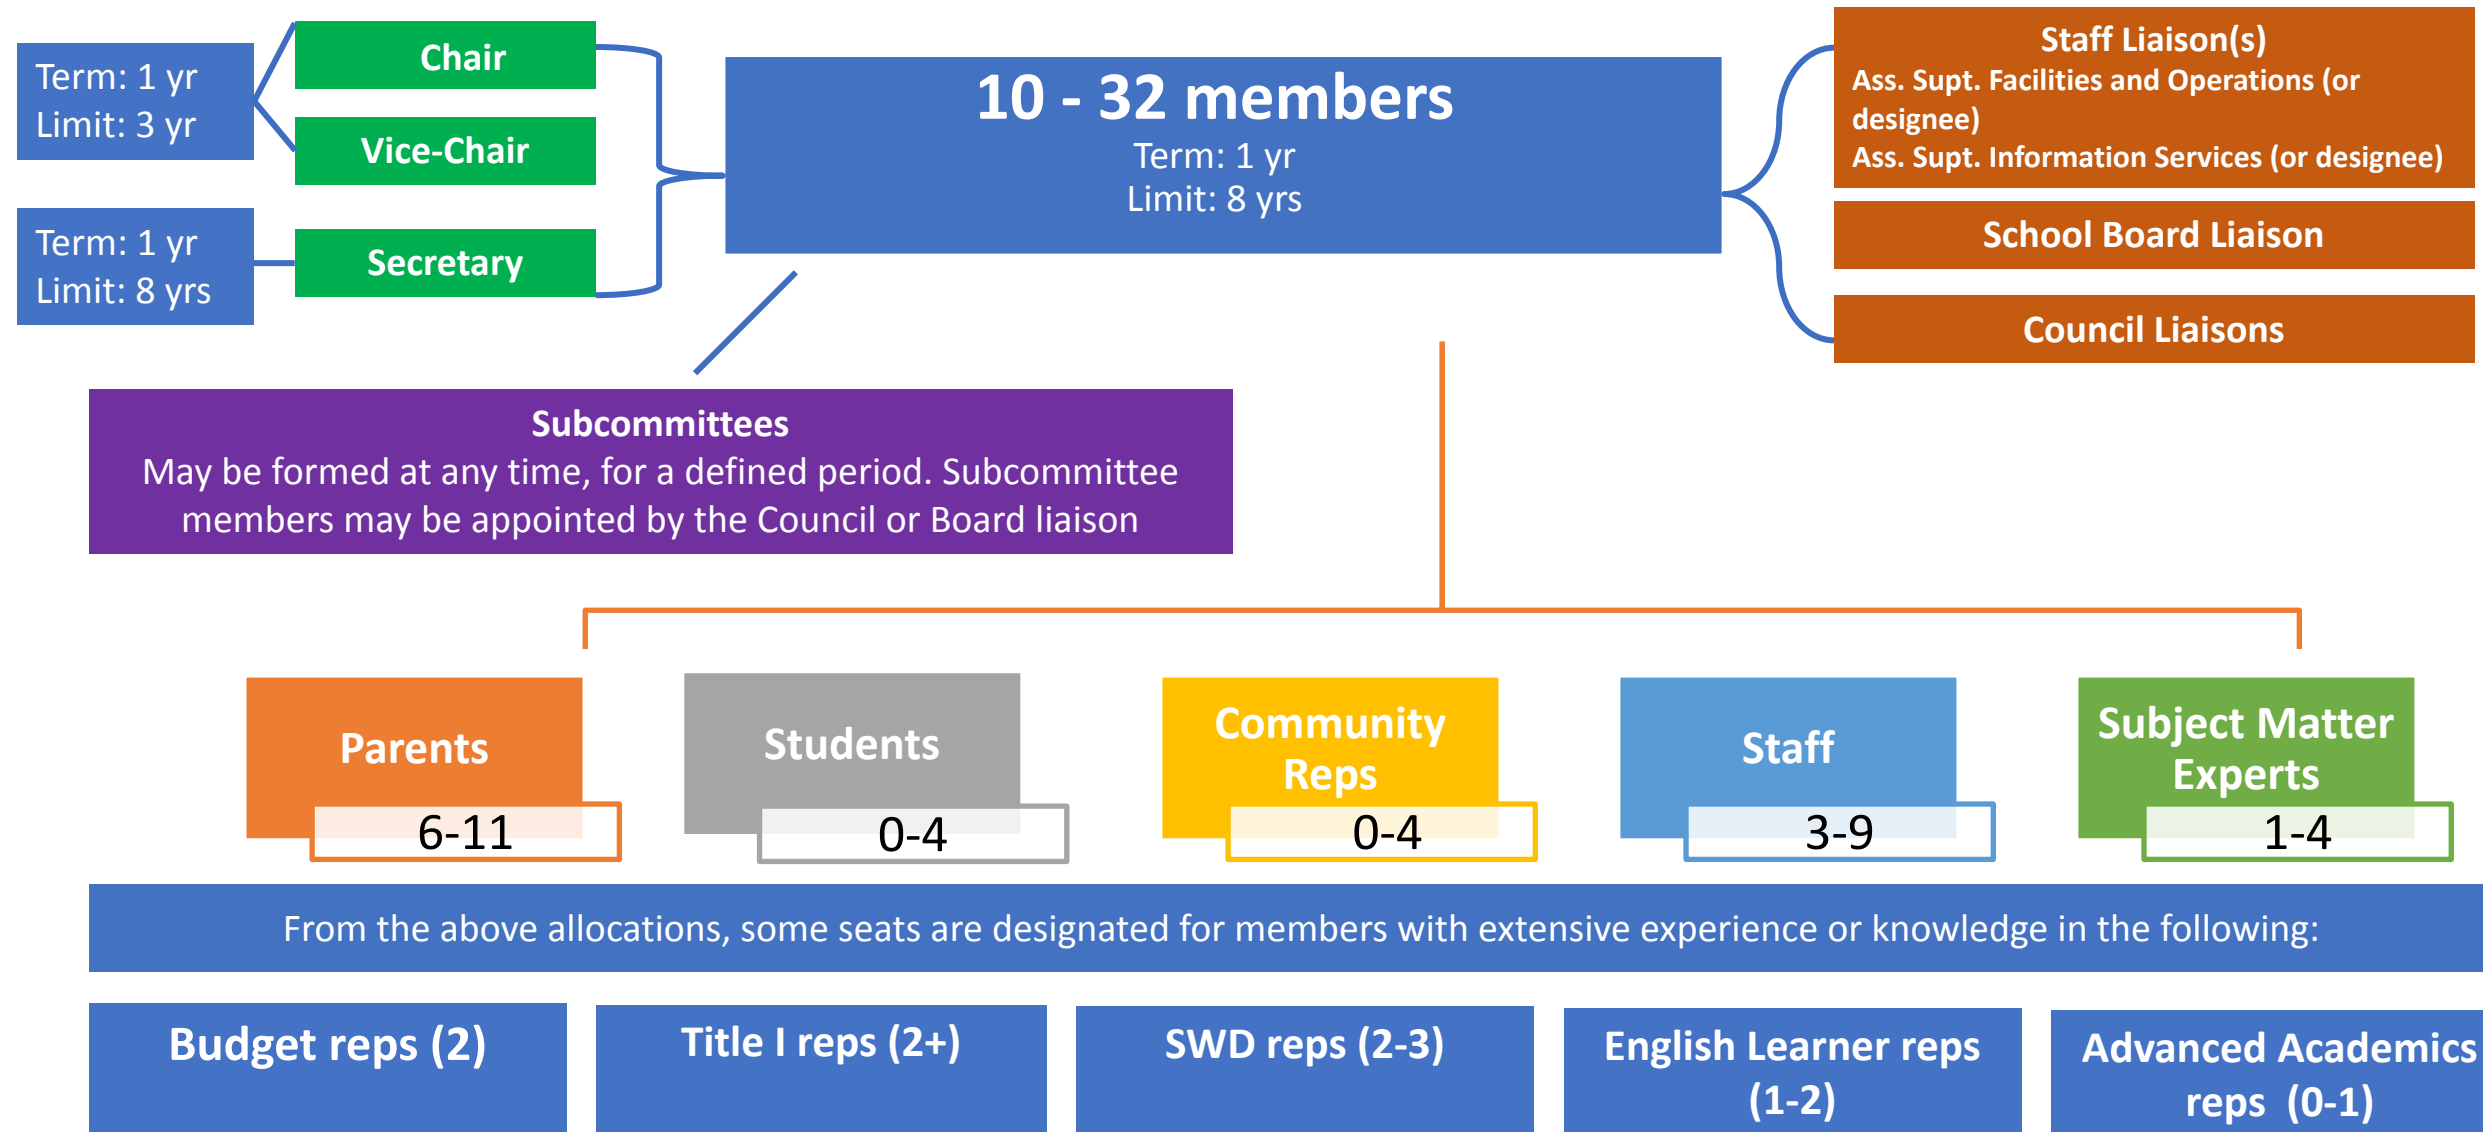 Term: 1 yr
Limit: 3 yr
Chair
Vice-Chair
Term: 1 yr
Limit: 8 yrs
Secretary
10 - 32 members
Term: 1 yr
Limit: 8 yrs
Staff Liaison(s)
Ass. Supt. Facilities and Operations (or
designee)
Ass. Supt. Information Services (or designee)
School Board Liaison
Council Liaisons
Subcommittees
May be formed at any time, for a defined period. Subcommittee
members may be appointed by the Council or Board liaison
Parents
6-11
Students
0-4
Community
Reps
0-4
Staff
3-9
Subject Matter
Experts
1-4
From the above allocations, some seats are designated for members with extensive experience or knowledge in the following:
Budget reps (2)
Title I reps (2+)
SWD reps (2-3)
English Learner reps
(1-2)
Advanced Academics
reps (0-1)